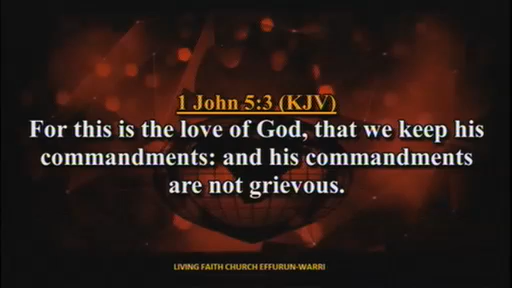 1 John 5:3 (KJV)
For this is the love of God, that we keep his
commandments: and his commandments
are not grievous.
LIVING FAITH CHURCH EFFURUN-WARRI